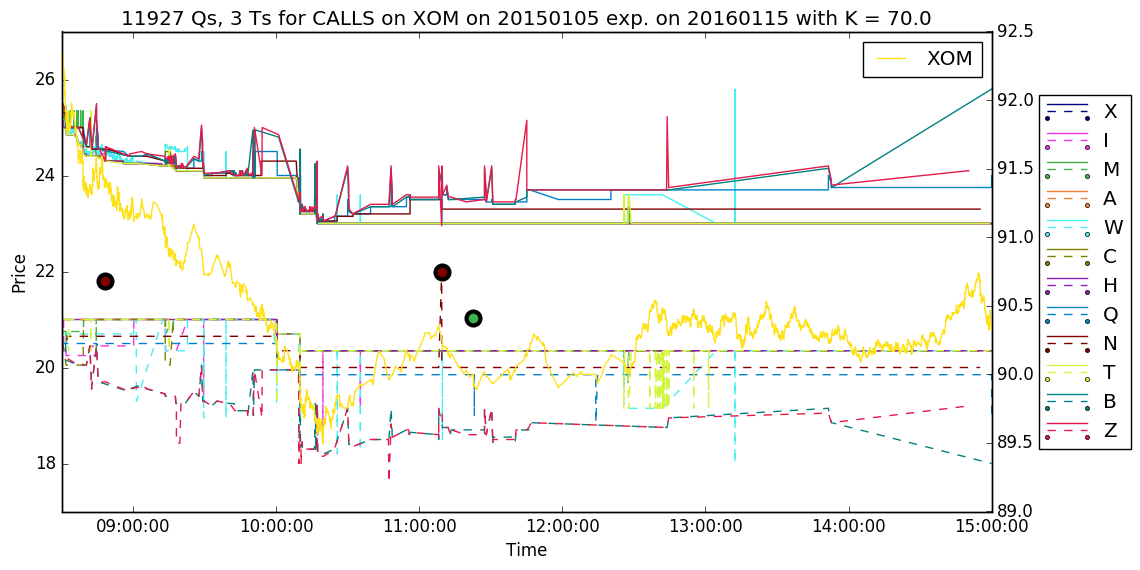 11927 Qs, 3 Ts for CALLS on XOM on 20150105 exp. on 20160115 with K = 70.0
XOM
Price
26
24
22
20
18
92.5
92.0
91.5
91.0
90.5
90.0
89.5
89.0
09:00:00 10:00:00 11:00:00 12:00:00 13:00:00 14:00:00 15:00:00
Time
X
I
M
A
W
C
H
Q
N
T
B
Z